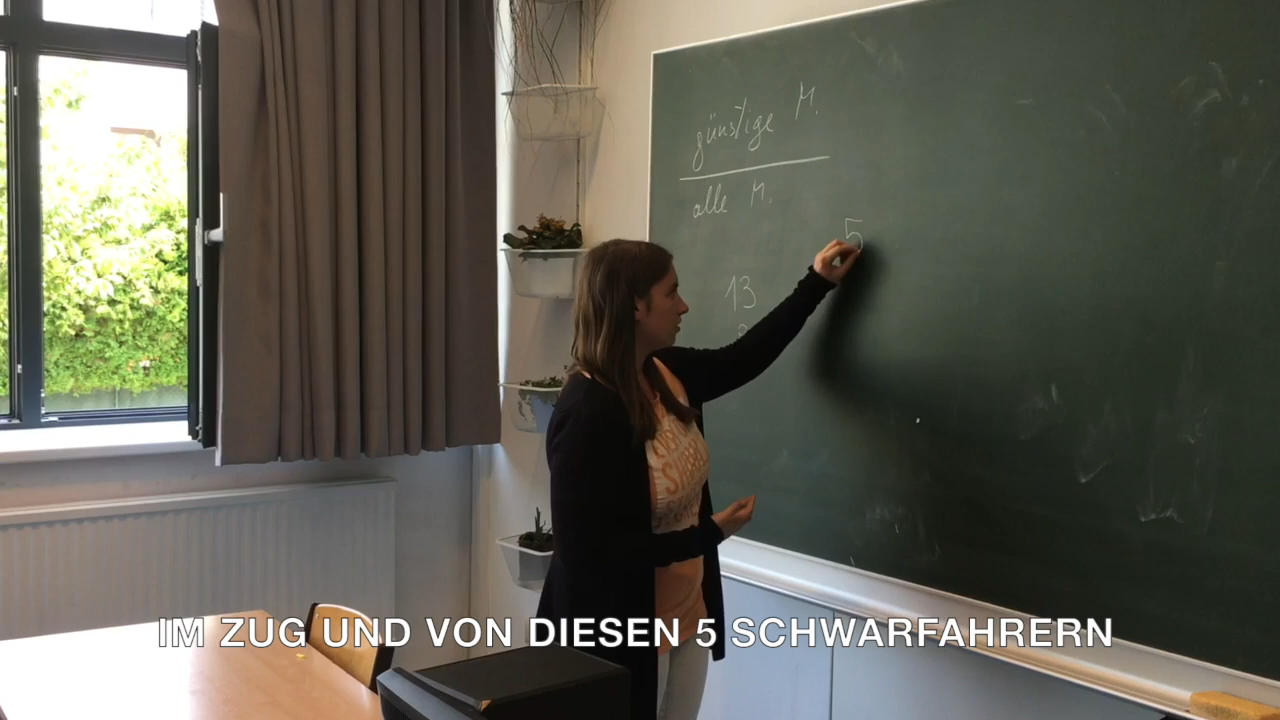 günstige M.
alle M.
5
13
IM ZUG UND VON DIESEN 5 SCHWARFAHRERN